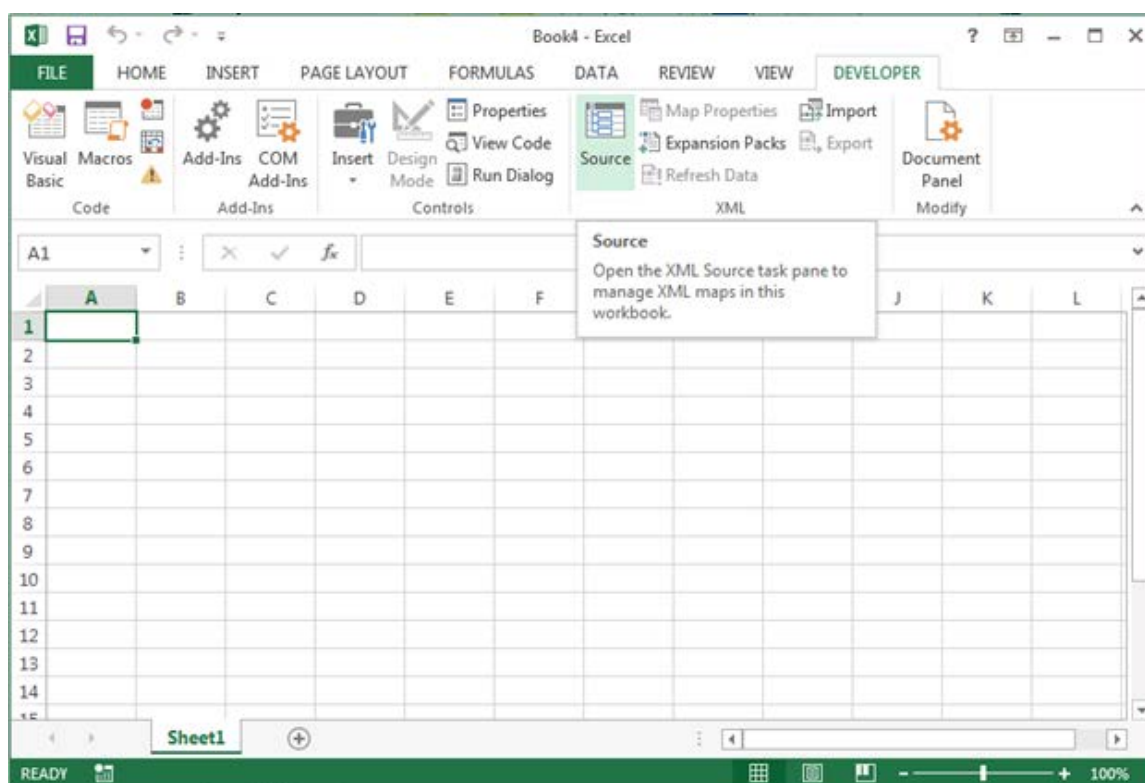 Book4 - Excel
FILE HOME INSERT PAGE LAYOUT FORMULAS DATA REVIEW VIEW DEVELOPER
Visual Basic
Macros
Add-Ins
COM Add-Ins
Insert
Design Mode
Properties
View Code
Run Dialog
Source
Map Properties
Expansion Packs
Refresh Data
Import
Export
Document Panel
Code Add-Ins Controls XML Modify
A1 fx
Source
Open the XML Source task pane to
manage XML maps in this
workbook.
A B C D E F J K L
1
2
3
4
5
6
7
8
9
10
11
12
13
14
15
Sheet1
READY 100%